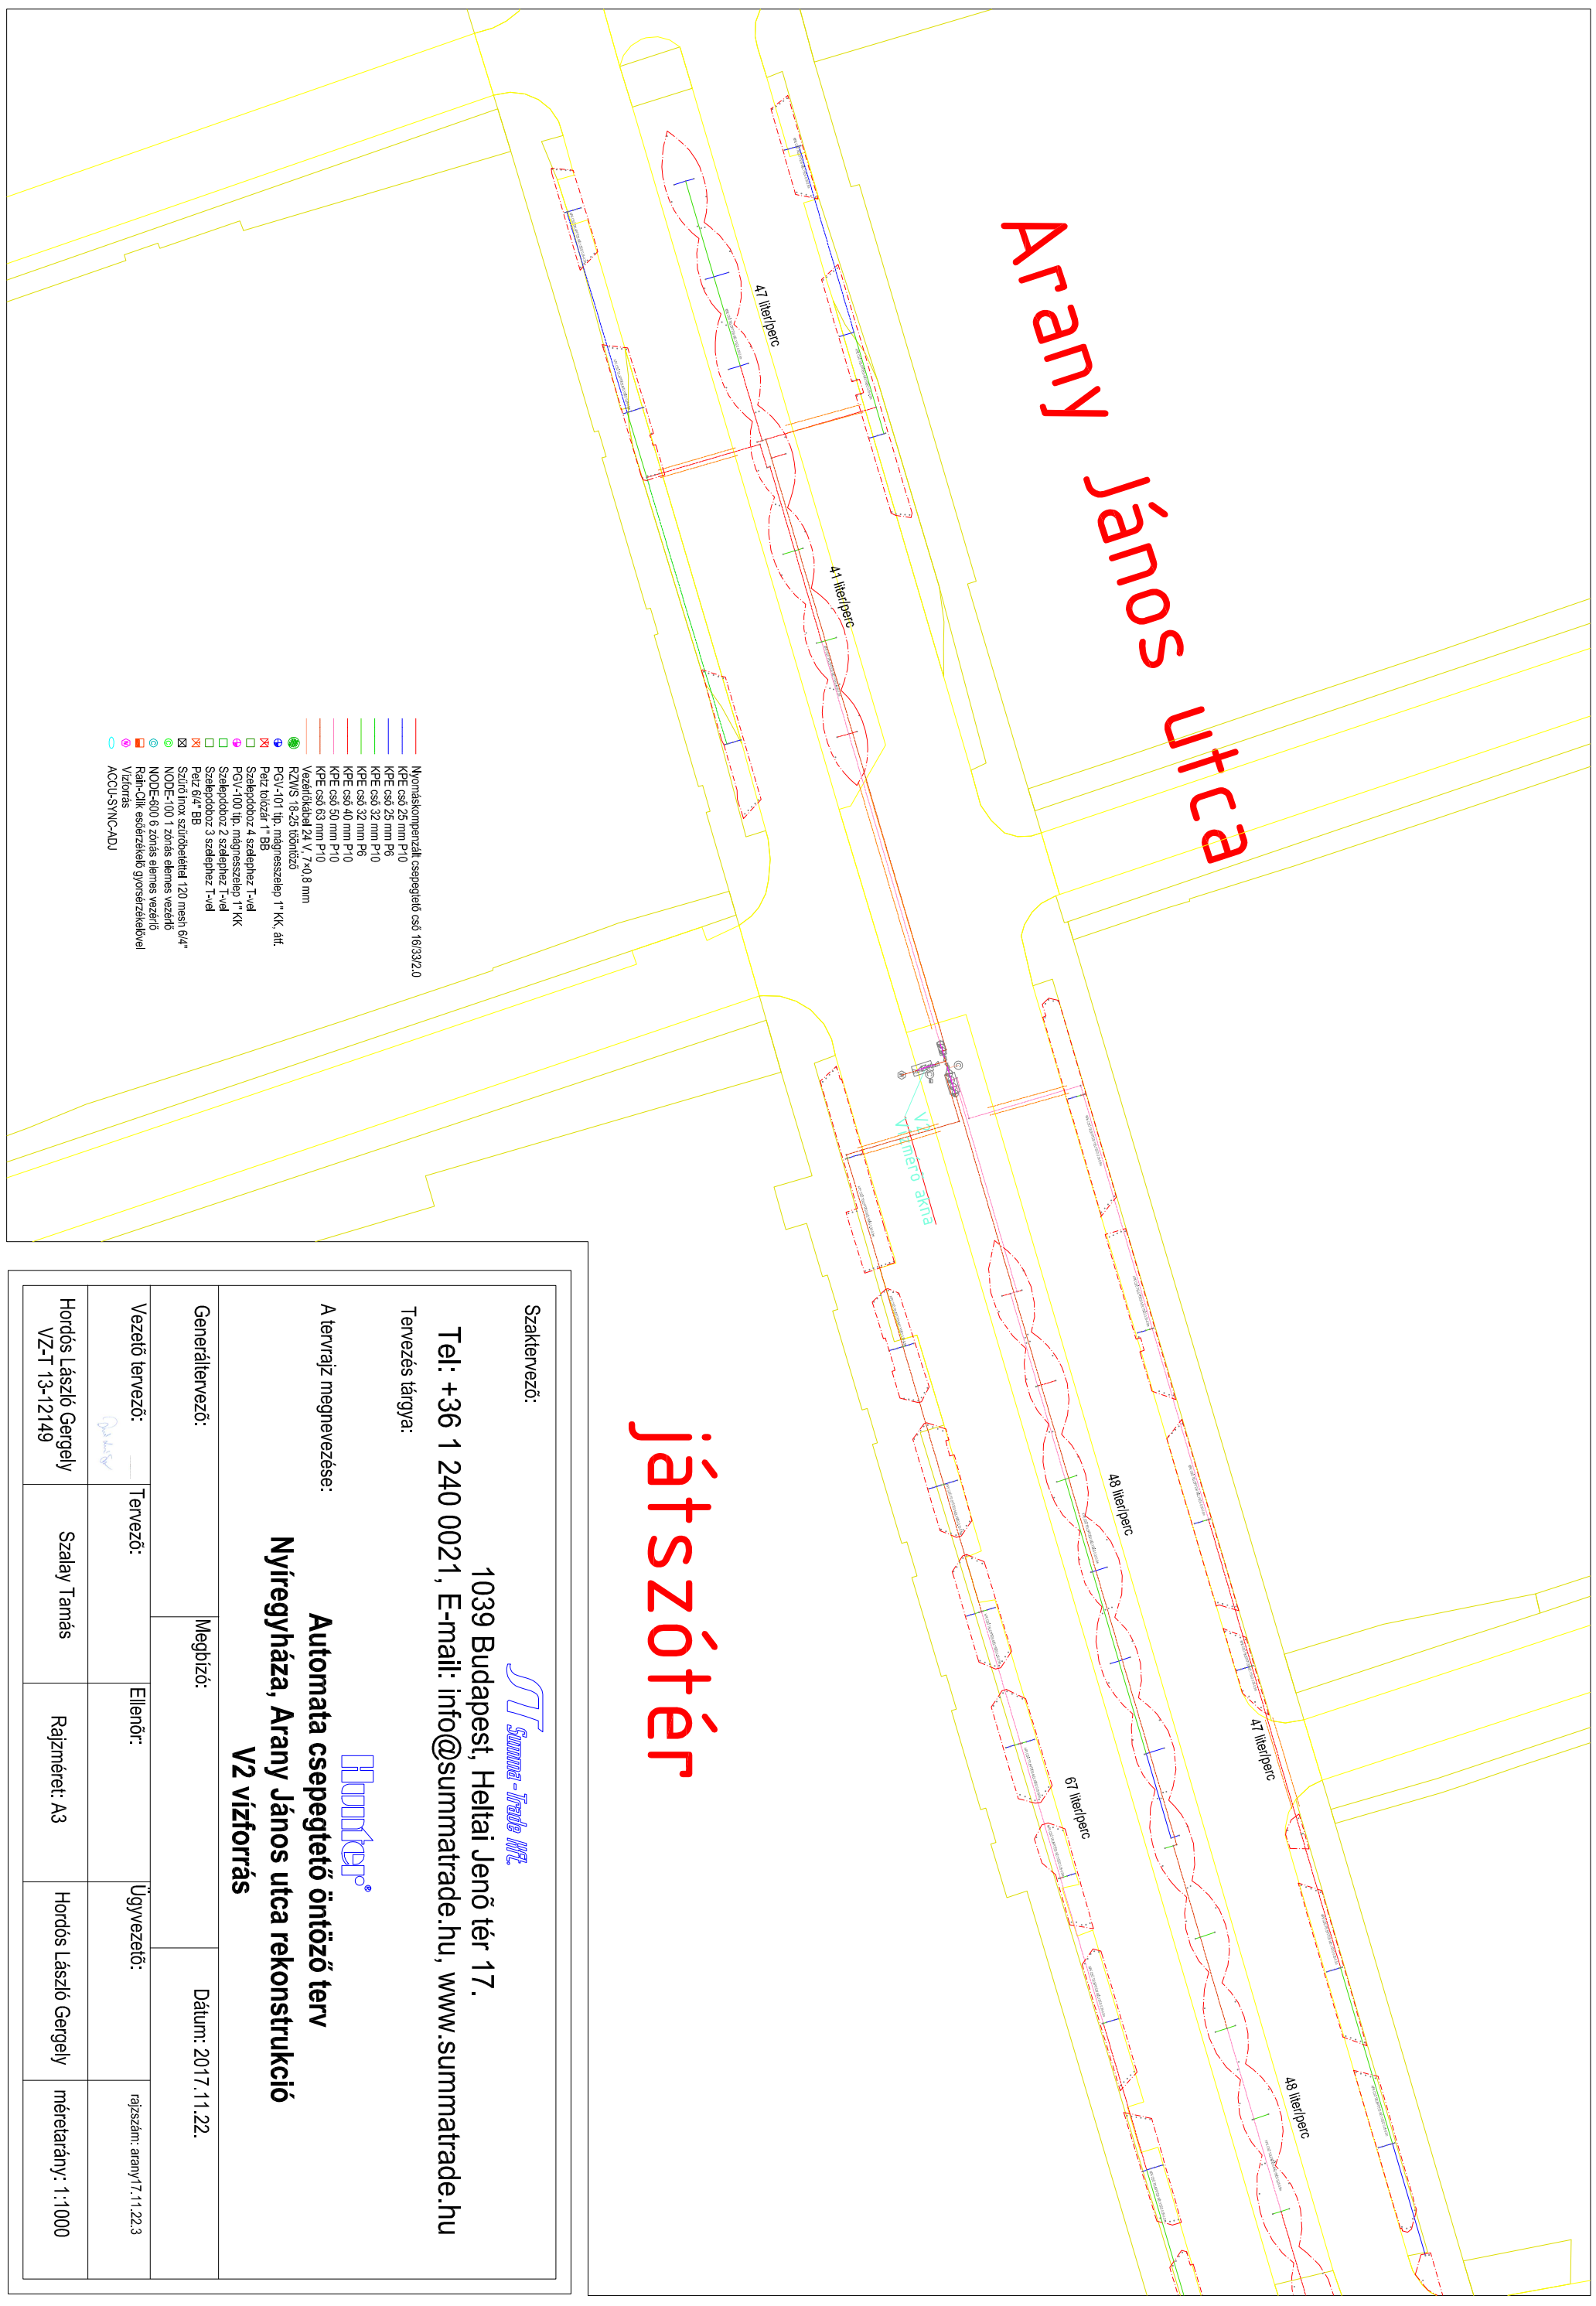 Arany János utca
játszótér
47 liter/perc
41 liter/perc
48 liter/perc
47 liter/perc
67 liter/perc
48 liter/perc
akna
Nyomáskompenzált csepegtető cső 16/33/2.0
KPE cső 25 mm P10
KPE cső 25 mm P6
KPE cső 32 mm P10
KPE cső 32 mm P6
KPE cső 40 mm P10
KPE cső 50 mm P10
KPE cső 63 mm P10
Vezérlőkábel 24 V, 7×0,8 mm
RZWS 18-25 tőöntöző
PGV-101 tip. mágnesszelep 1" KK, átf.
Petz tolózár 1" BB
Szelepdoboz 4 szelephez T-vel
PGV-100 tip. mágnesszelep 1" KK
Szelepdoboz 2 szelephez T-vel
Szelepdoboz 3 szelephez T-vel
Petz 6/4" BB
Szűrő inox szűrőbetéttel 120 mesh 6/4"
NODE-100 1 zónás elemes vezérlő
NODE-600 6 zónás elemes vezérlő
Rain-Clik esőérzékelő gyorsérzékelővel
Vízforrás
ACCU-SYNC-ADJ
Szaktervező:
ST Summa-Trade Kft.
1039 Budapest, Heltai Jenő tér 17.
Tel: +36 1 240 0021, E-mail: info@summatrade.hu, www.summatrade.hu
Tervezés tárgya:
Hunter®
A tervrajz megnevezése:
Automata csepegtető öntöző terv
Nyíregyháza, Arany János utca rekonstrukció
V2 vízforrás
Generáltervező:
Megbízó:
Dátum: 2017.11.22.
Vezető tervező:
Tervező:
Ellenőr:
Ügyvezető:
rajzszám: arany17.11.22.3
Hordós László Gergely
VZ-T 13-12149
Szalay Tamás
Rajzméret: A3
Hordós László Gergely
méretarány: 1:1000